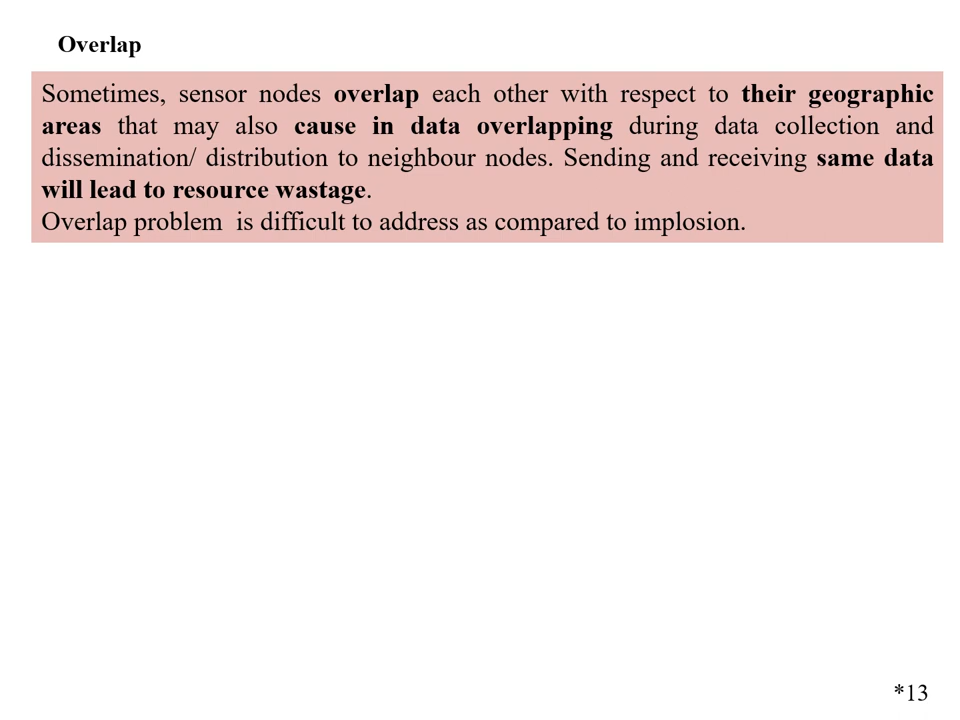 Overlap
Sometimes, sensor nodes overlap each other with respect to their geographic
areas that may also cause in data overlapping during data collection and
dissemination/ distribution to neighbour nodes. Sending and receiving same data
will lead to resource wastage.
Overlap problem  is difficult to address as compared to implosion.
*13